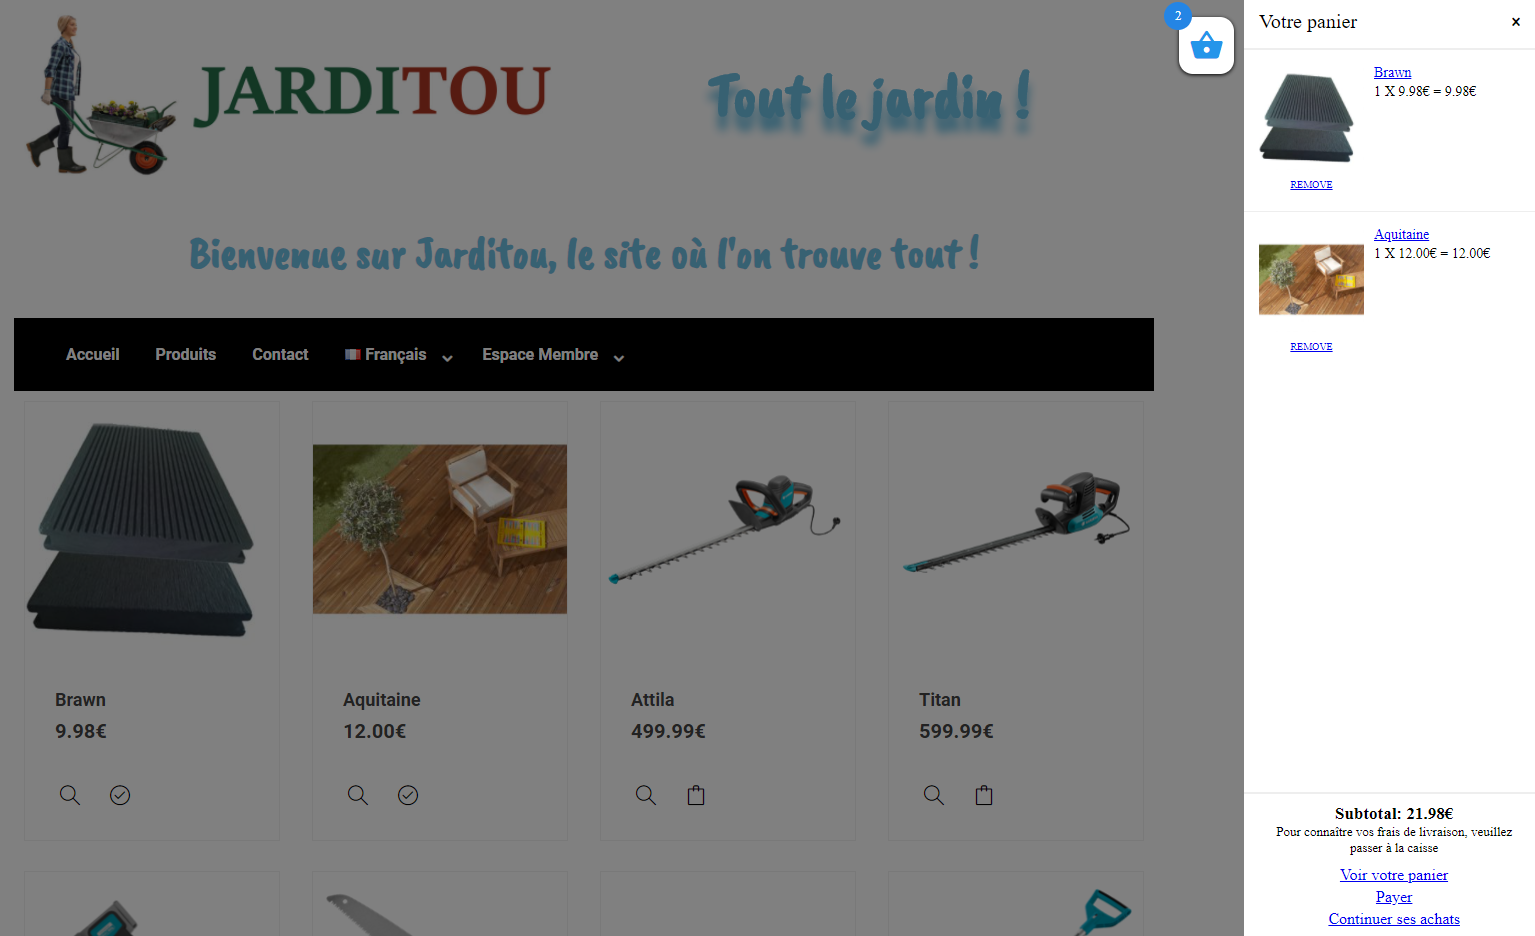 JARDITOU
Tout le jardin !
Bienvenue sur Jarditou, le site où l'on trouve tout !
Accueil Produits Contact Français Espace Membre
Brawn
9.98€
Aquitaine
12.00€
Attila
499.99€
Titan
599.99€
2
Votre panier ×
Brawn
1 X 9.98€ = 9.98€
REMOVE
Aquitaine
1 X 12.00€ = 12.00€
REMOVE
Subtotal: 21.98€
Pour connaître vos frais de livraison, veuillez
passer à la caisse
Voir votre panier
Payer
Continuer ses achats